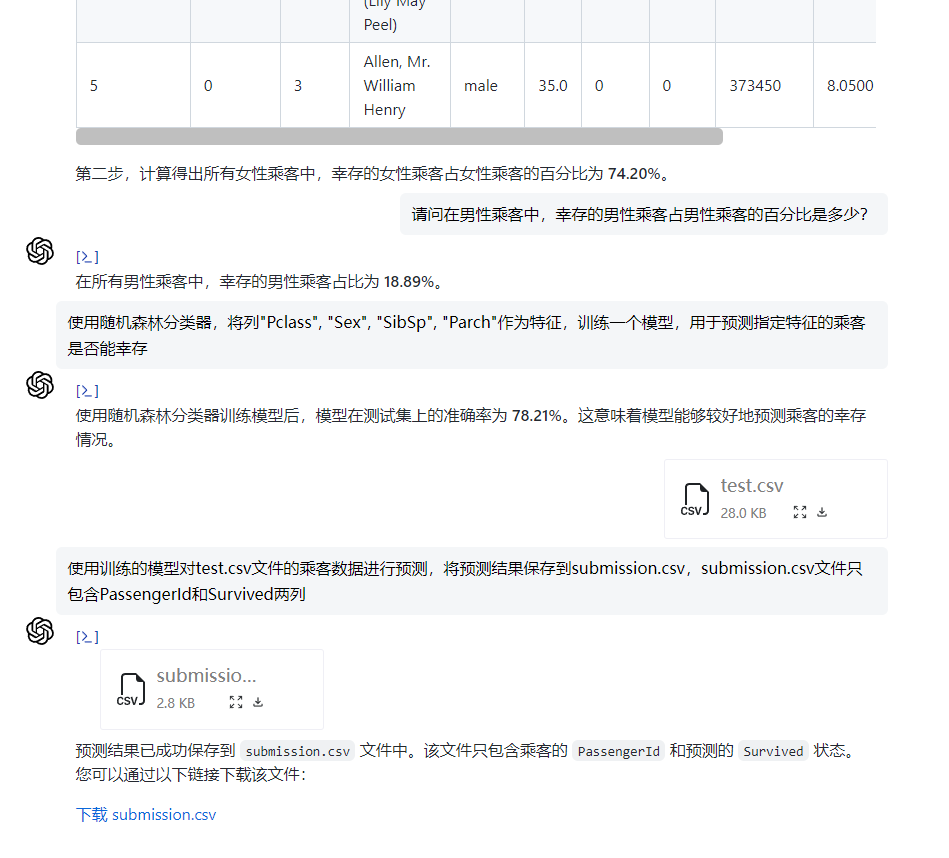 (Lily May
Peel)
5 0 3 Allen, Mr. William Henry male 35.0 0 0 373450 8.0500
第二步，计算得出所有女性乘客中，幸存的女性乘客占女性乘客的百分比为 74.20%。
请问在男性乘客中，幸存的男性乘客占男性乘客的百分比是多少？
[>_]
在所有男性乘客中，幸存的男性乘客占比为 18.89%。
使用随机森林分类器，将列"Pclass", "Sex", "SibSp", "Parch"作为特征，训练一个模型，用于预测指定特征的乘客
是否能幸存
[>_]
使用随机森林分类器训练模型后，模型在测试集上的准确率为 78.21%。这意味着模型能够较好地预测乘客的幸存
情况。
CSV
test.csv
28.0 KB
使用训练的模型对test.csv文件的乘客数据进行预测，将预测结果保存到submission.csv，submission.csv文件只
包含PassengerId和Survived两列
[>_]
CSV
submissio...
2.8 KB
预测结果已成功保存到 submission.csv 文件中。该文件只包含乘客的 PassengerId 和预测的 Survived 状态。
您可以通过以下链接下载该文件：
下载 submission.csv